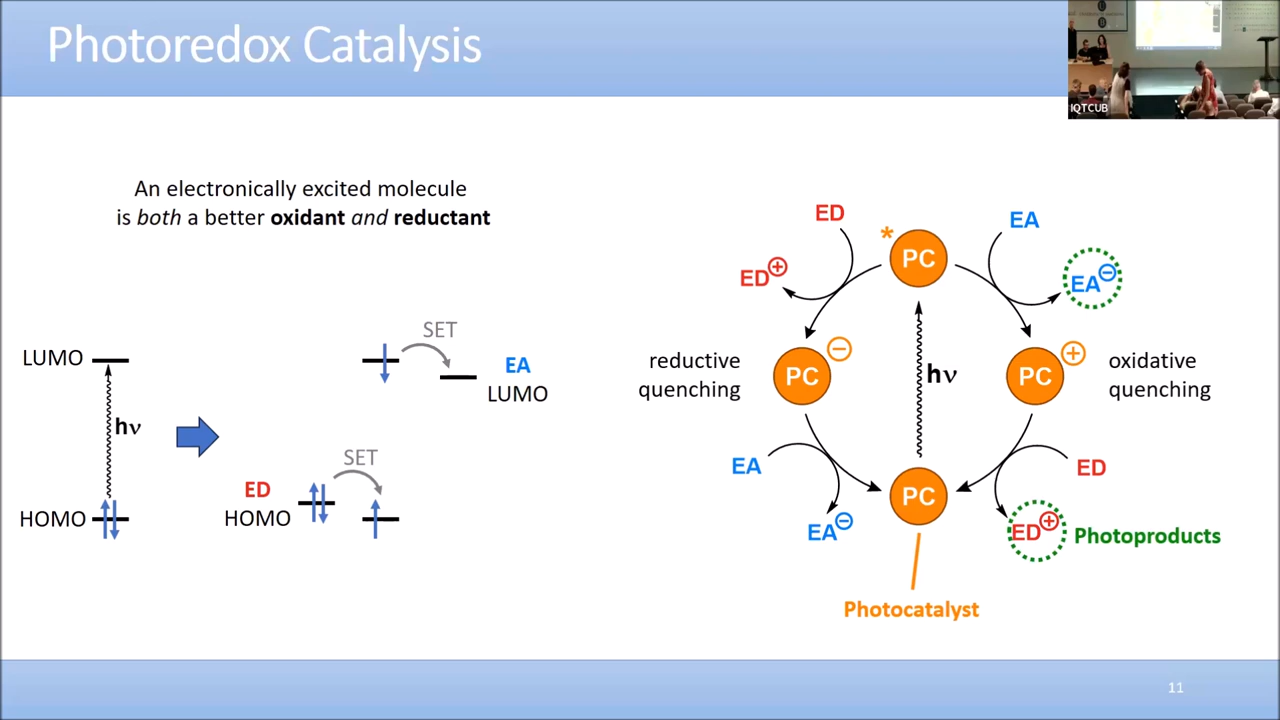 Photoredox Catalysis
IQTCUB
An electronically excited molecule
is both a better oxidant and reductant
LUMO
hν
HOMO
SET
EA
LUMO
SET
ED
HOMO
ED
EA
*
PC
ED⊕
EA⊖
reductive
quenching
PC
⊖
hν
PC
⊕
oxidative
quenching
EA
ED
PC
EA⊖
ED⊕
Photoproducts
Photocatalyst
11